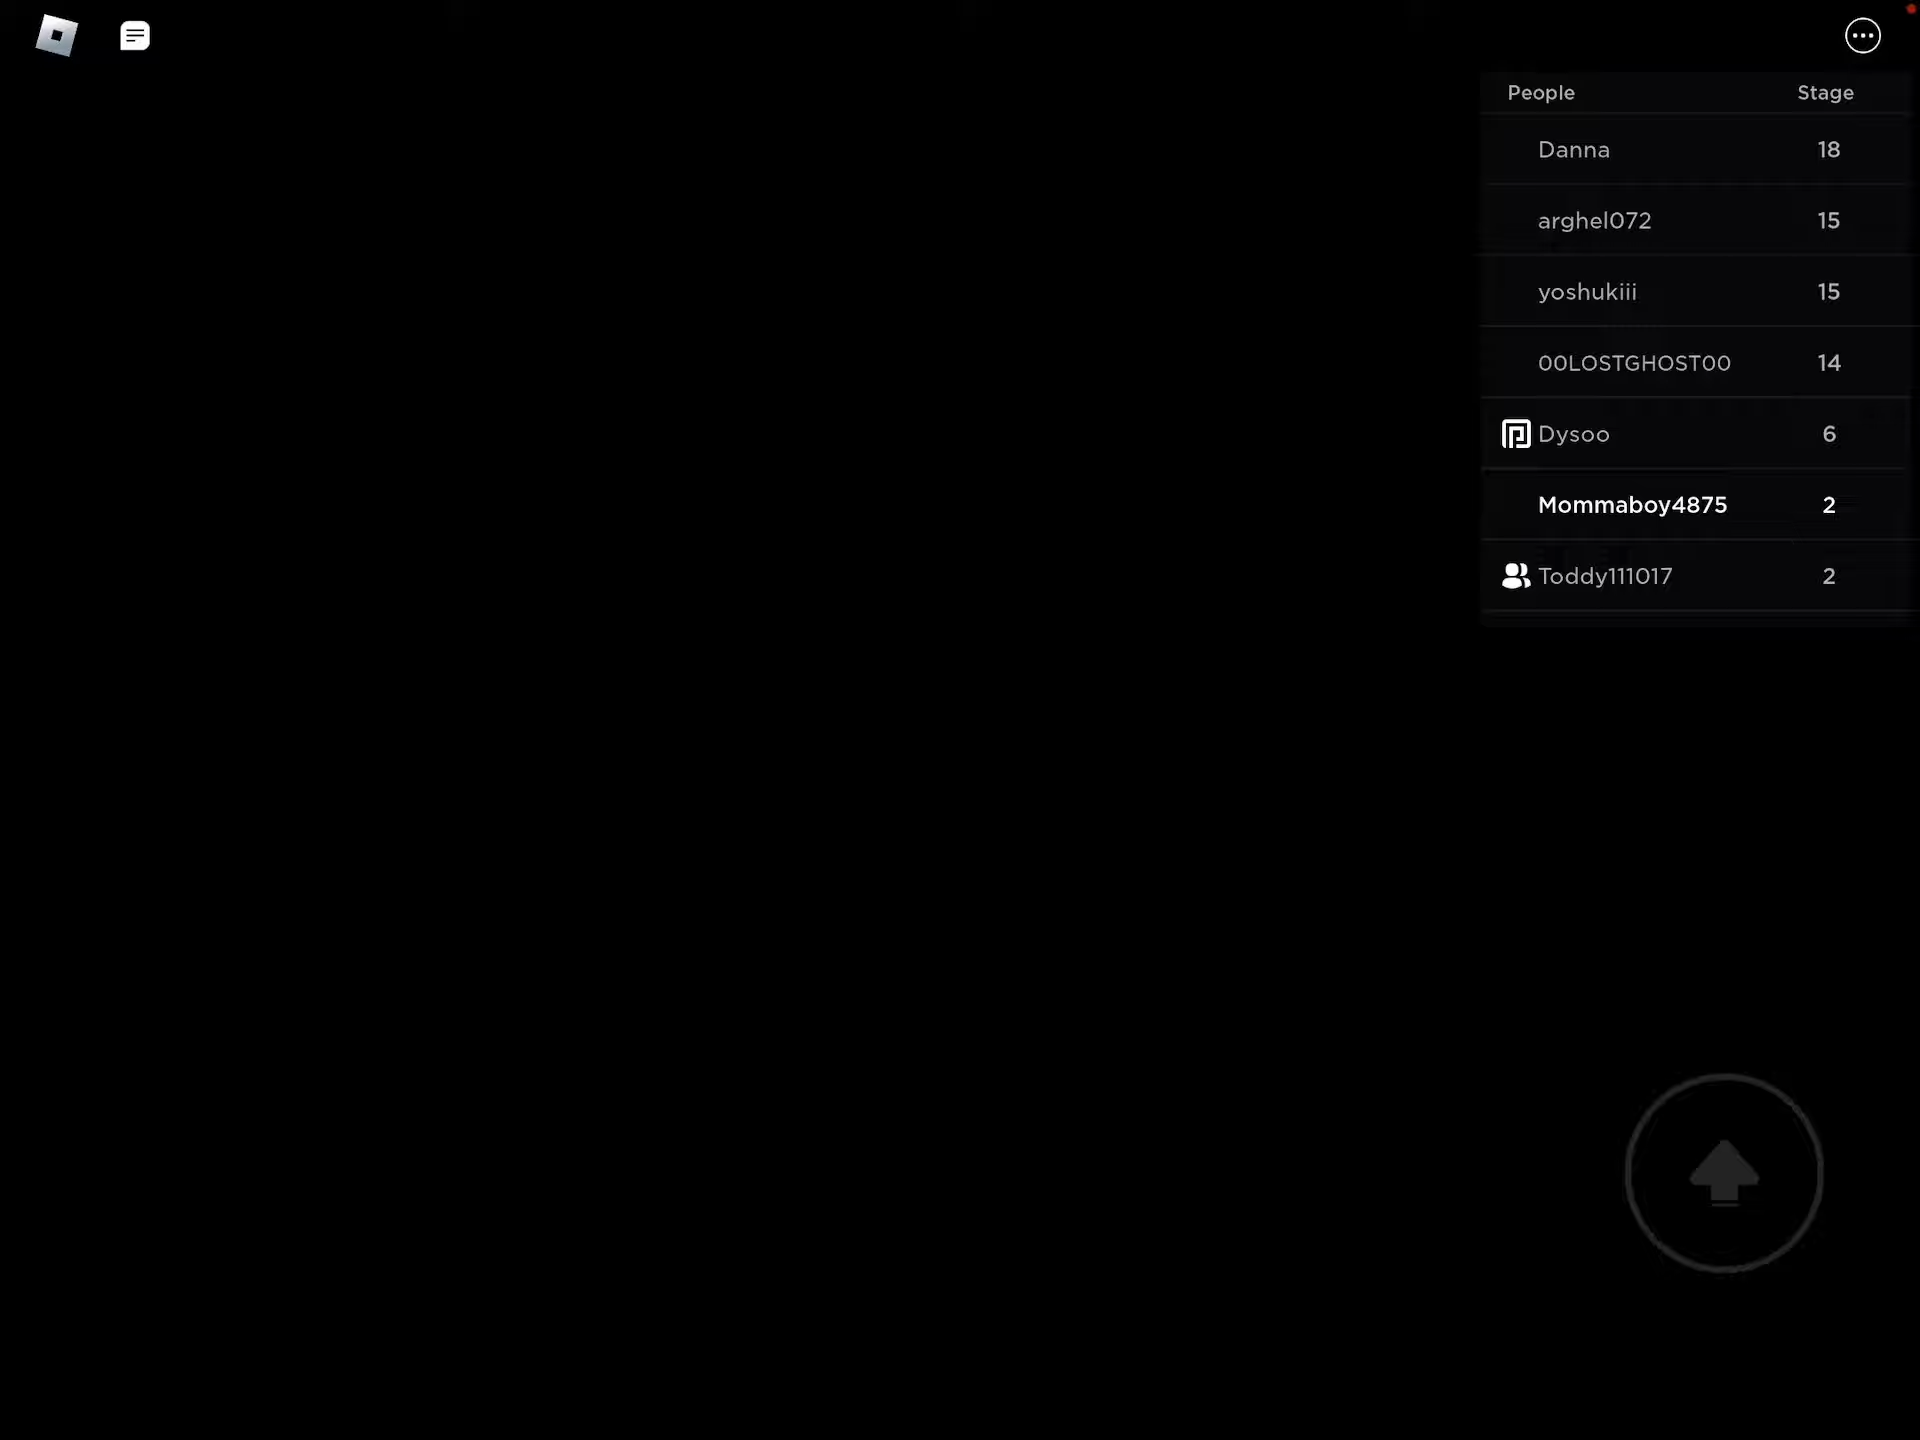 People Stage
Danna 18
arghel072 15
yoshukiii 15
00LOSTGHOST00 14
Dysoo 6
Mommaboy4875 2
Toddy111017 2